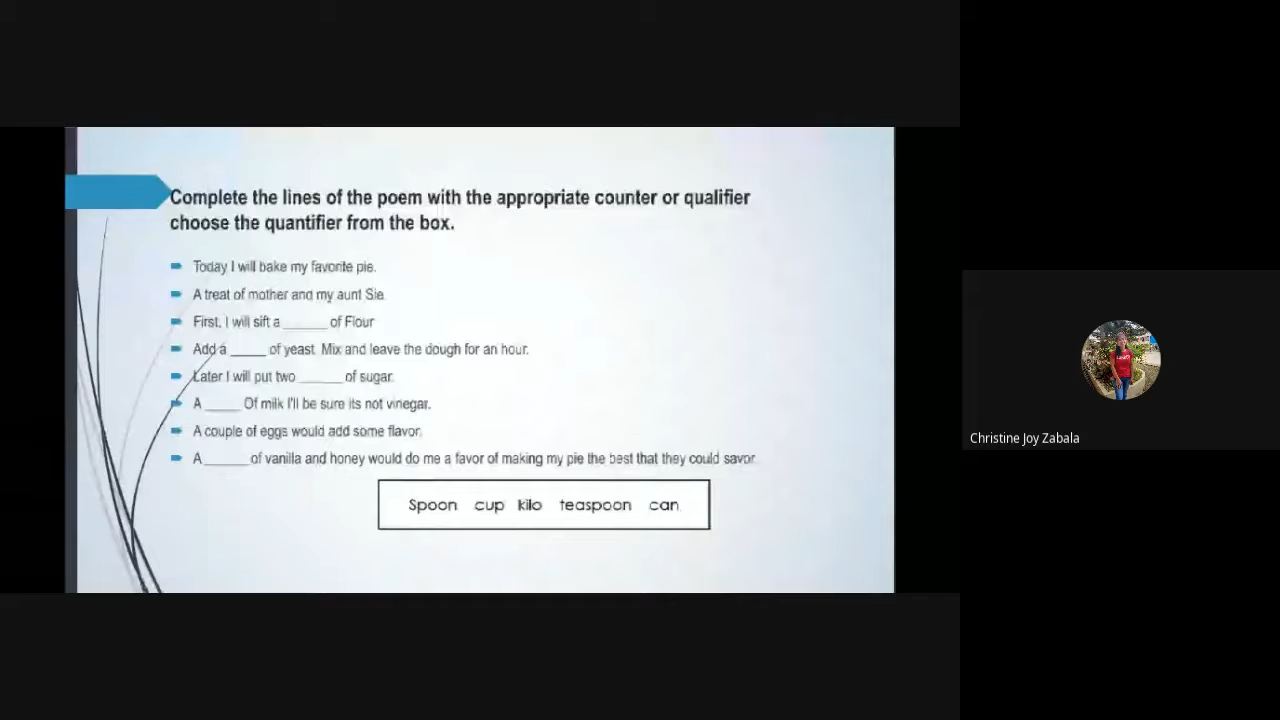 Complete the lines of the poem with the appropriate counter or qualifier
choose the quantifier from the box.
Today I will bake my favorite pie.
A treat of mother and my aunt Sie.
First, I will sift a ______ of Flour
Add a _____ of yeast. Mix and leave the dough for an hour.
Later I will put two ______ of sugar.
A _____ Of milk I'll be sure its not vinegar.
A couple of eggs would add some flavor.
A ______ of vanilla and honey would do me a favor of making my pie the best that they could savor.
Spoon cup kilo teaspoon can
Christine Joy Zabala